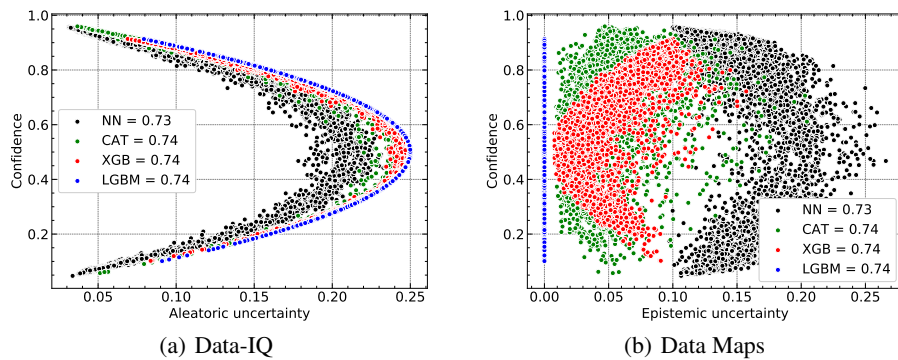 1.0
0.8
0.6
0.4
0.2
Confidence
NN = 0.73
CAT = 0.74
XGB = 0.74
LGBM = 0.74
0.05 0.10 0.15 0.20 0.25
Aleatoric uncertainty
(a) Data-IQ
1.0
0.8
0.6
0.4
0.2
Confidence
NN = 0.73
CAT = 0.74
XGB = 0.74
LGBM = 0.74
0.00 0.05 0.10 0.15 0.20 0.25
Epistemic uncertainty
(b) Data Maps